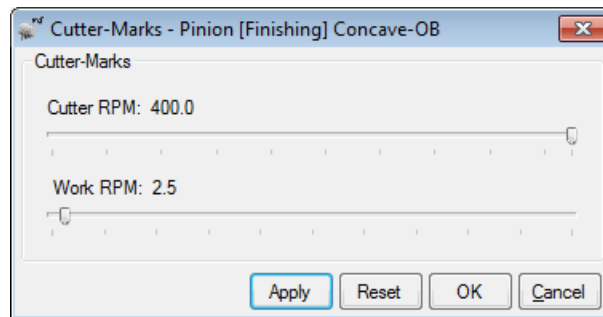 Cutter-Marks - Pinion [Finishing] Concave-OB
Cutter-Marks
Cutter RPM: 400.0
Work RPM: 2.5
Apply Reset OK Cancel